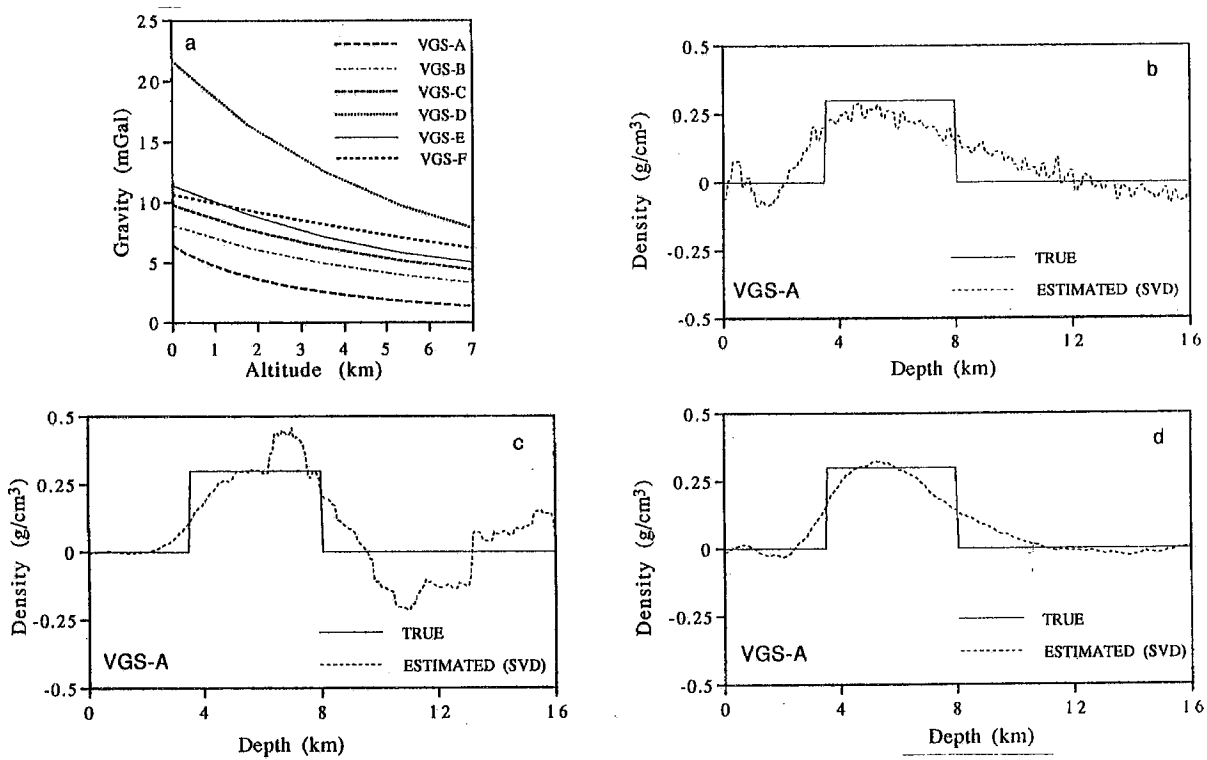 a
25
20
15
10
5
0
Gravity (mGal)
0 1 2 3 4 5 6 7
Altitude (km)
VGS-A
VGS-B
VGS-C
VGS-D
VGS-E
VGS-F
b
0.5
0.25
0
-0.25
-0.5
Density (g/cm³)
TRUE
ESTIMATED (SVD)
VGS-A
0 4 8 12 16
Depth (km)
c
0.5
0.25
0
-0.25
-0.5
Density (g/cm³)
TRUE
ESTIMATED (SVD)
VGS-A
0 4 8 12 16
Depth (km)
d
0.5
0.25
0
-0.25
-0.5
Density (g/cm³)
TRUE
ESTIMATED (SVD)
VGS-A
0 4 8 12 16
Depth (km)